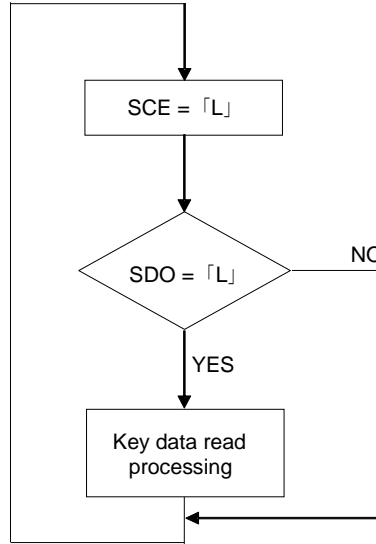 SCE = 「L」
SDO = 「L」
NO
YES
Key data read
processing